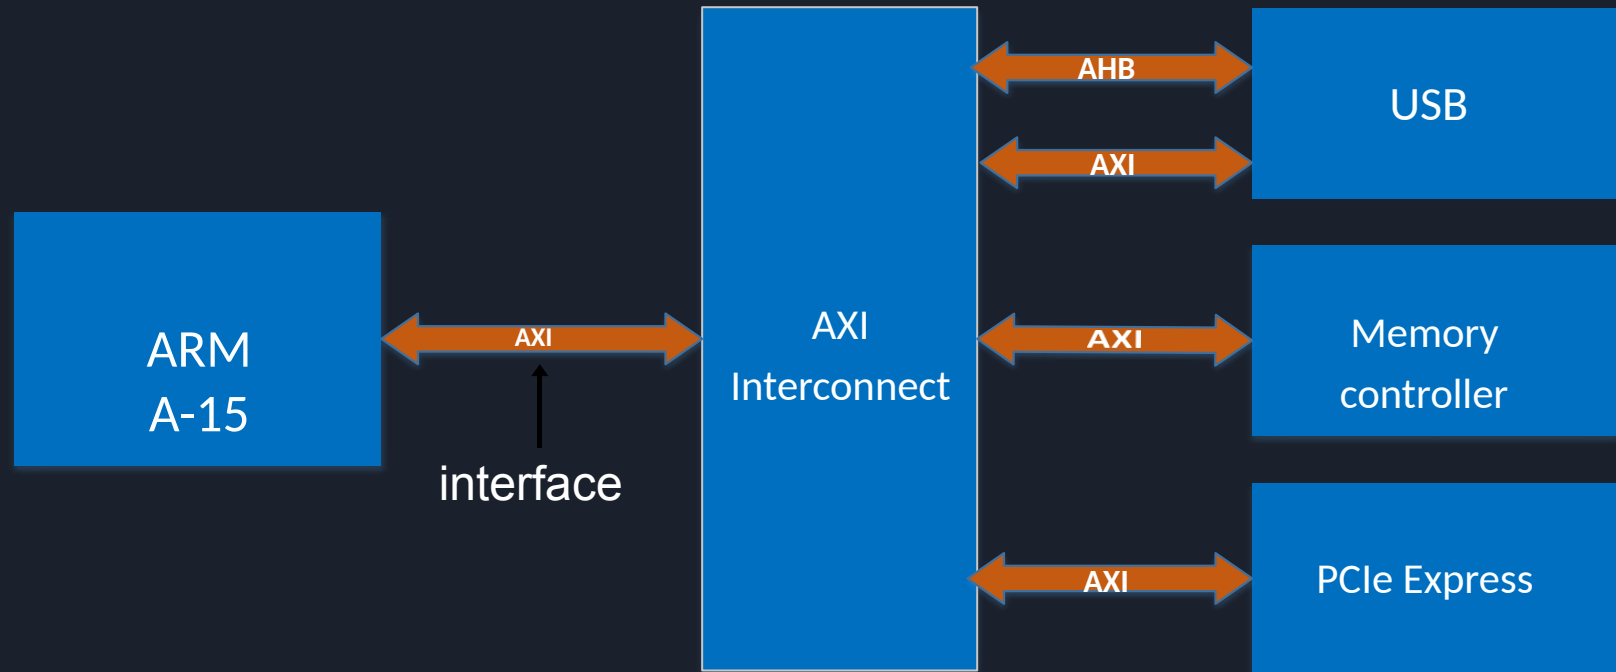 ARM
A-15
AXI
interface
AXI
Interconnect
AHB
AXI
USB
AXI
Memory
controller
AXI
PCIe Express